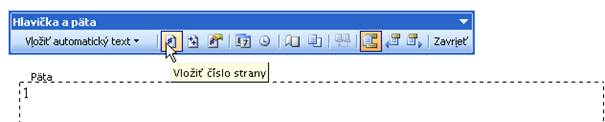 Hlavička a päta
Vložiť automatický text Zavrieť
Vložiť číslo strany
Päta
1